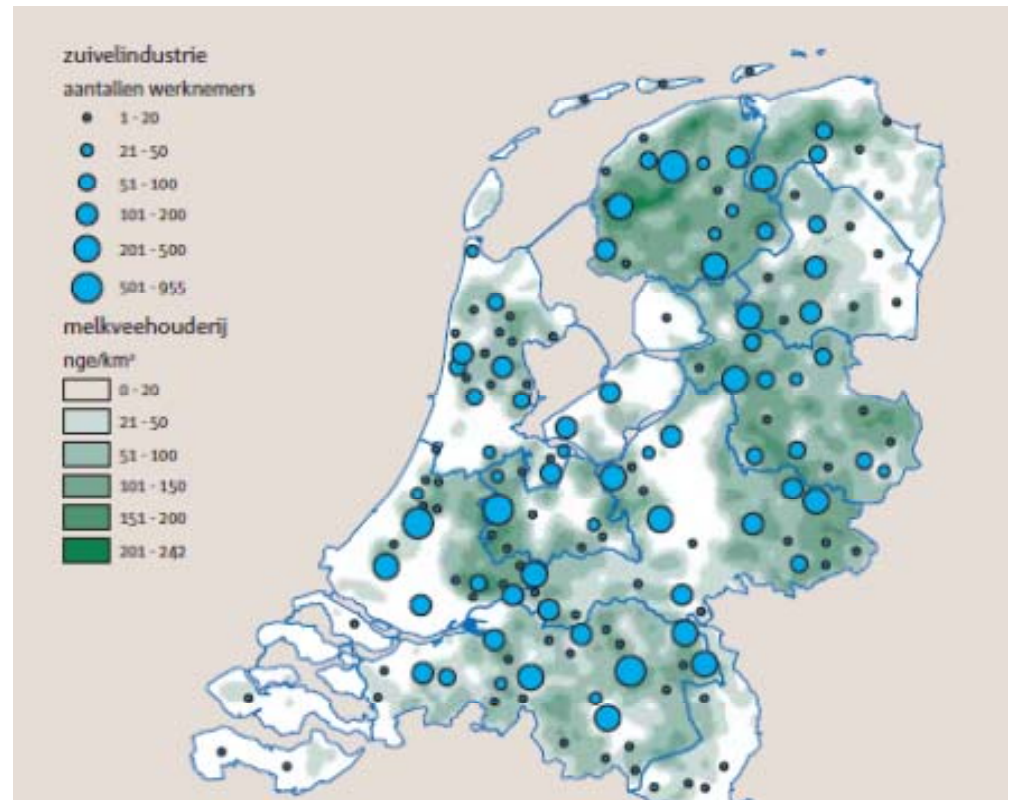 zuivelindustrie
aantallen werknemers
1 - 20
21 - 50
51 - 100
101 - 200
201 - 500
501 - 955
melkveehouderij
nge/km²
0 - 20
21 - 50
51 - 100
101 - 150
151 - 200
201 - 242